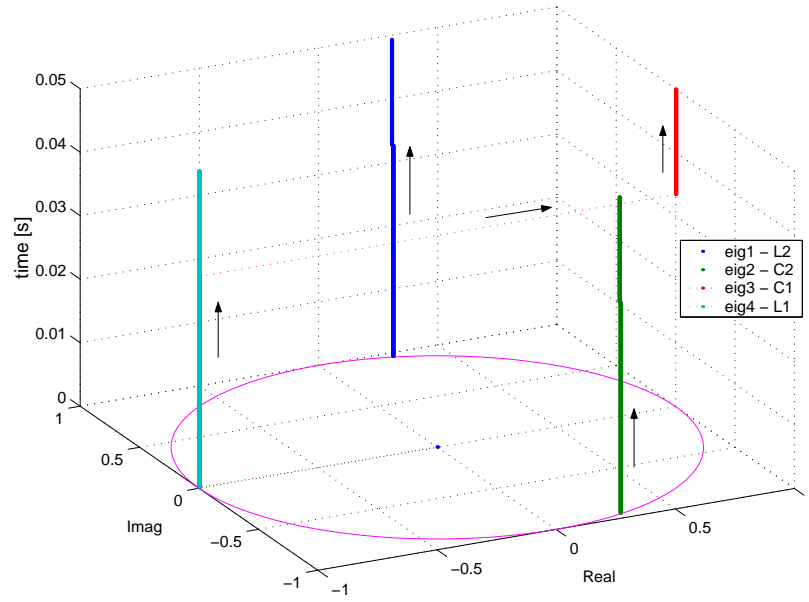 0.05
0.04
0.03
0.02
0.01
0
time [s]
1
0.5
0
−0.5
−1
Imag
−1
−0.5
0
0.5
Real
eig1 − L2
eig2 − C2
eig3 − C1
eig4 − L1